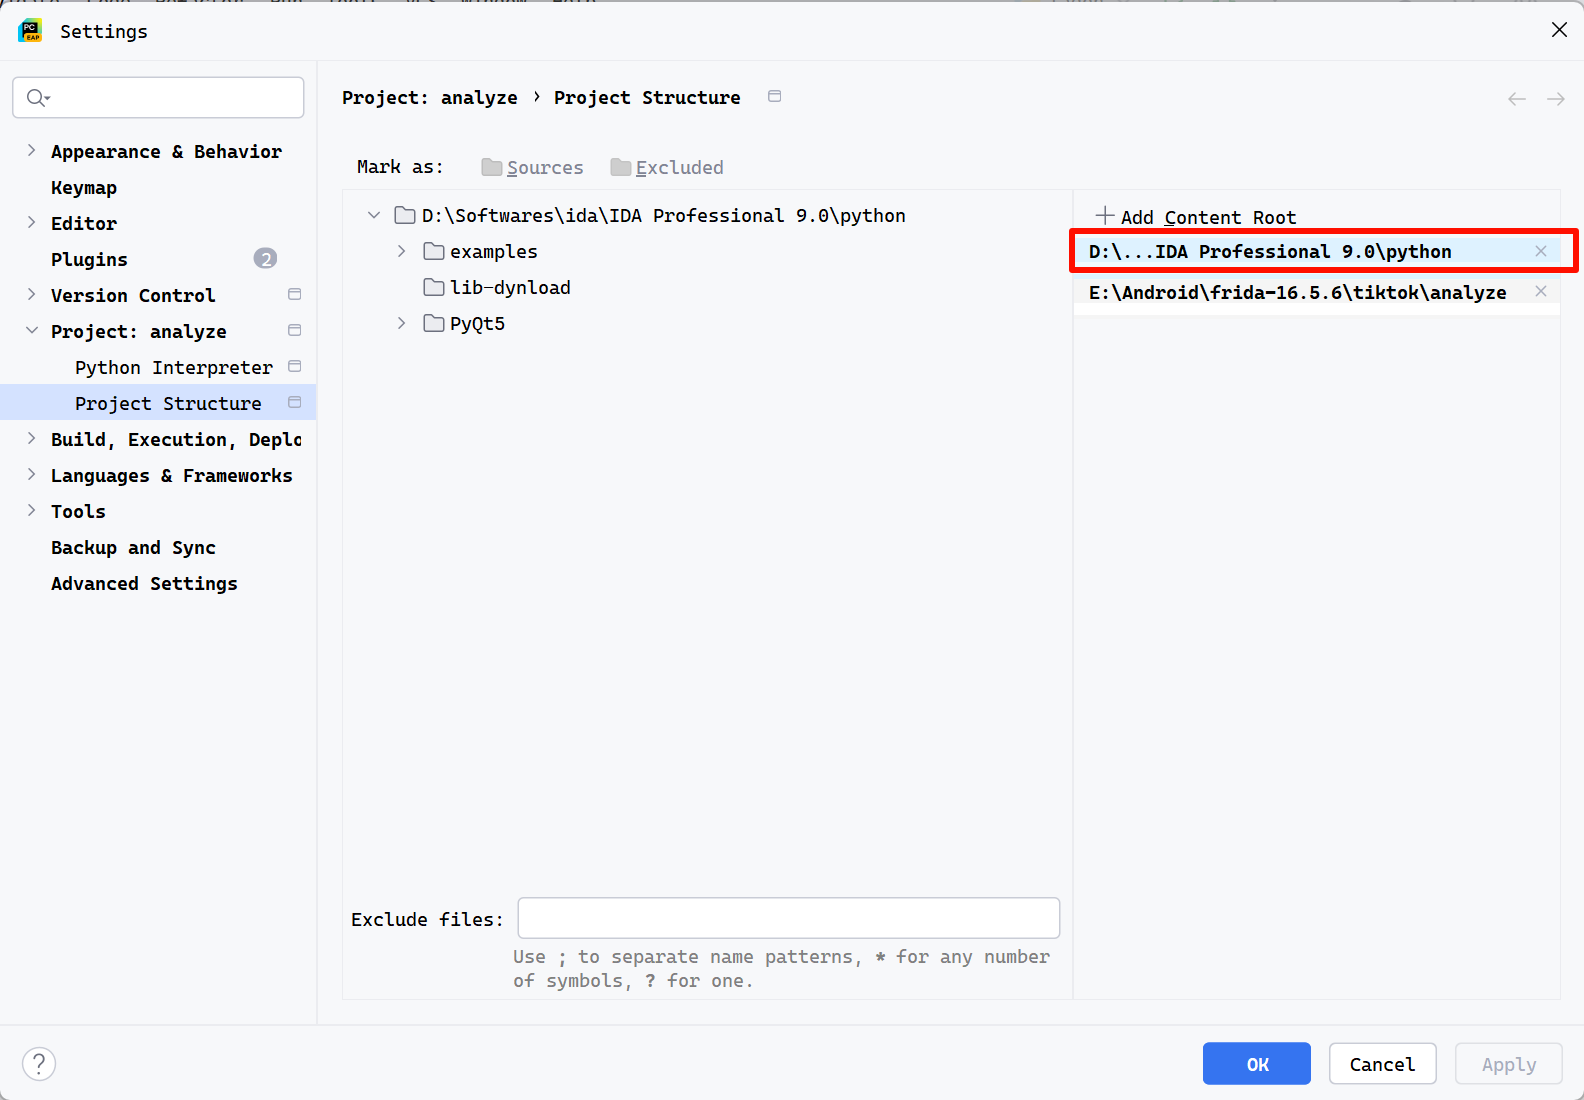 Settings
Project: analyze › Project Structure
Appearance & Behavior
Keymap
Editor
Plugins 2
Version Control
Project: analyze
Python Interpreter
Project Structure
Build, Execution, Deplo
Languages & Frameworks
Tools
Backup and Sync
Advanced Settings
Mark as: Sources Excluded
D:\Softwares\ida\IDA Professional 9.0\python
examples
lib-dynload
PyQt5
Add Content Root
D:\...IDA Professional 9.0\python
E:\Android\frida-16.5.6\tiktok\analyze
Exclude files:
Use ; to separate name patterns, * for any number
of symbols, ? for one.
? OK Cancel Apply